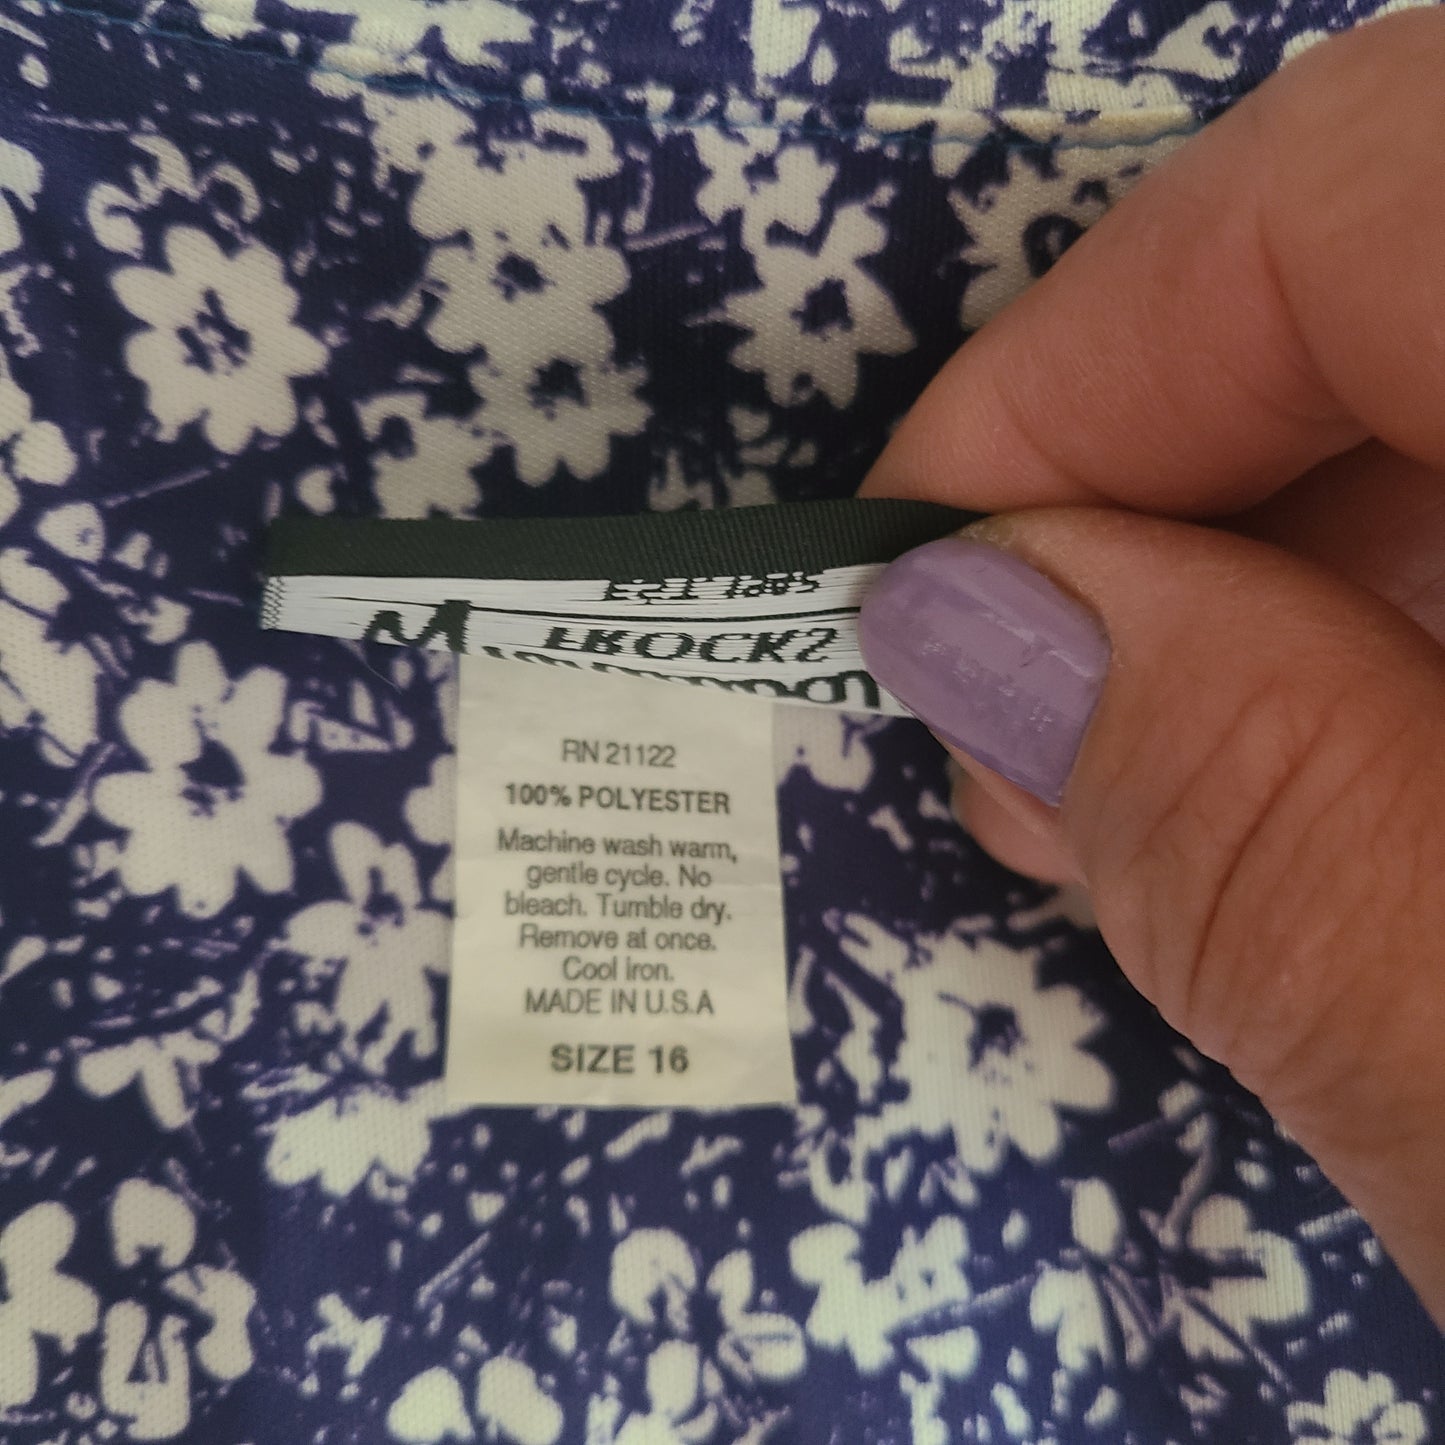 FROCKS
RN 21122
100% POLYESTER
Machine wash warm,
gentle cycle. No
bleach. Tumble dry.
Remove at once.
Cool Iron.
MADE IN U.S.A
SIZE 16